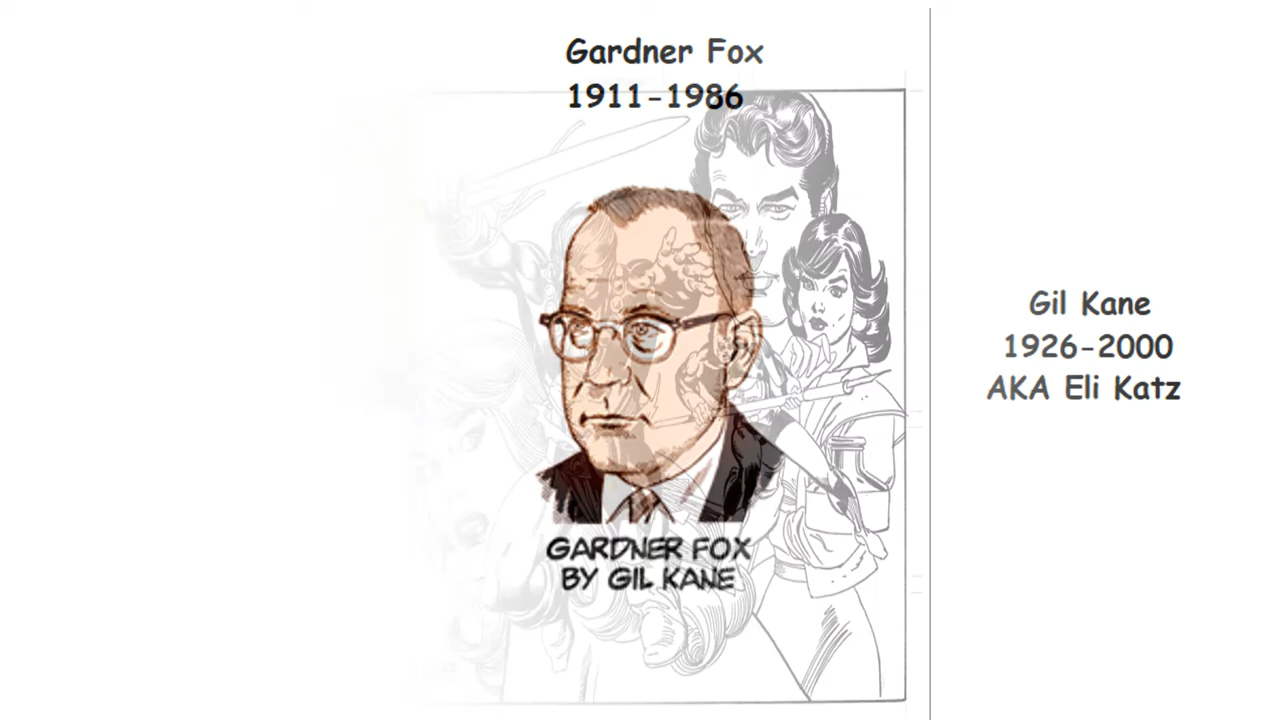 Gardner Fox
1911-1986
GARDNER FOX
BY GIL KANE
Gil Kane
1926-2000
AKA Eli Katz